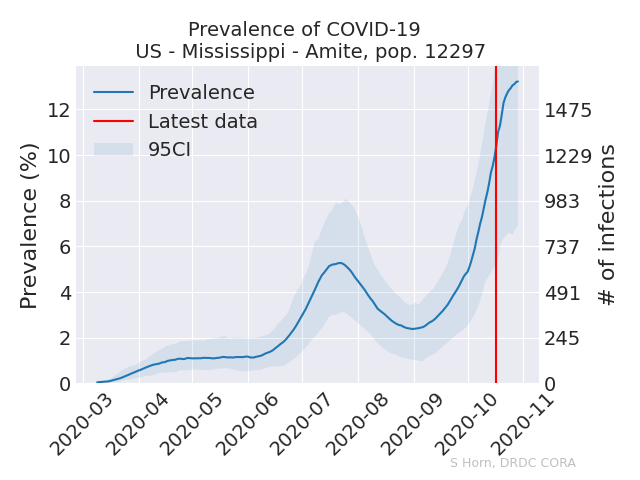 Prevalence of COVID-19
US - Mississippi - Amite, pop. 12297
Prevalence
Latest data
95CI
Prevalence (%)
12
10
8
6
4
2
0
1475
1229
983
737
491
245
0
# of infections
2020-03
2020-04
2020-05
2020-06
2020-07
2020-08
2020-09
2020-10
2020-11
S Horn, DRDC CORA